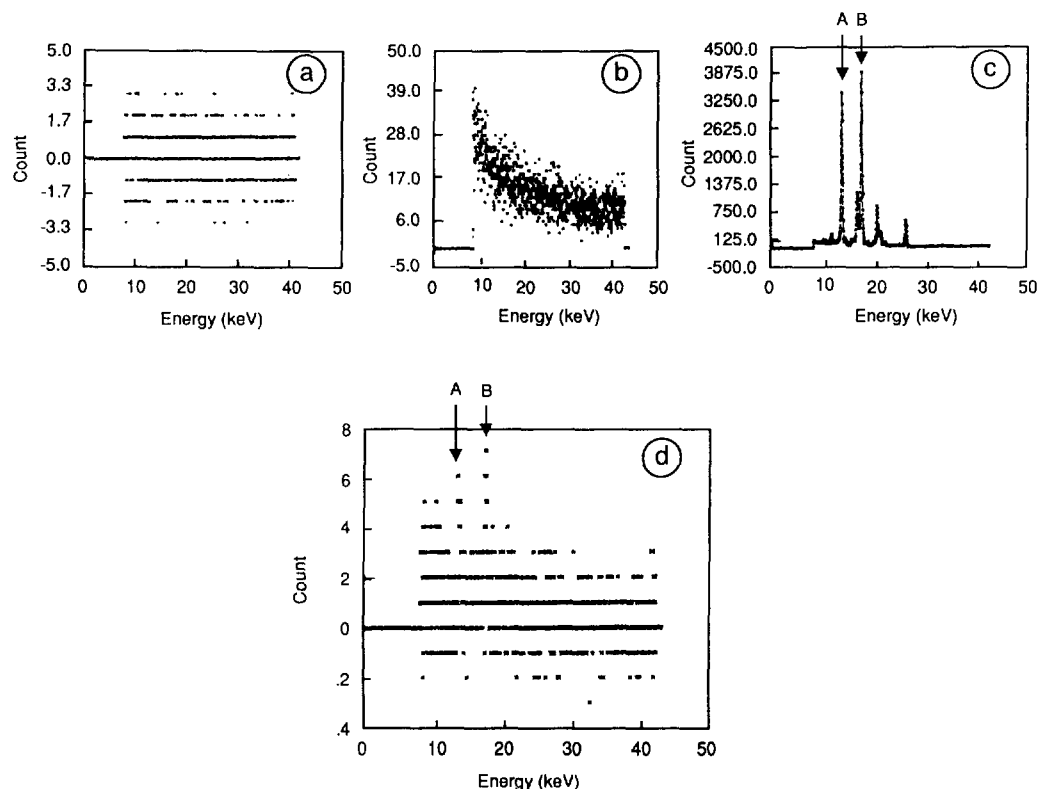 a
5.0
3.3
1.7
0.0
-1.7
-3.3
-5.0
Count
0 10 20 30 40 50
Energy (keV)
b
50.0
39.0
28.0
17.0
6.0
-5.0
Count
0 10 20 30 40 50
Energy (keV)
A B
c
4500.0
3875.0
3250.0
2625.0
2000.0
1375.0
750.0
125.0
-500.0
Count
0 10 20 30 40 50
Energy (keV)
A B
d
8
6
4
2
0
.2
.4
Count
0 10 20 30 40 50
Energy (keV)